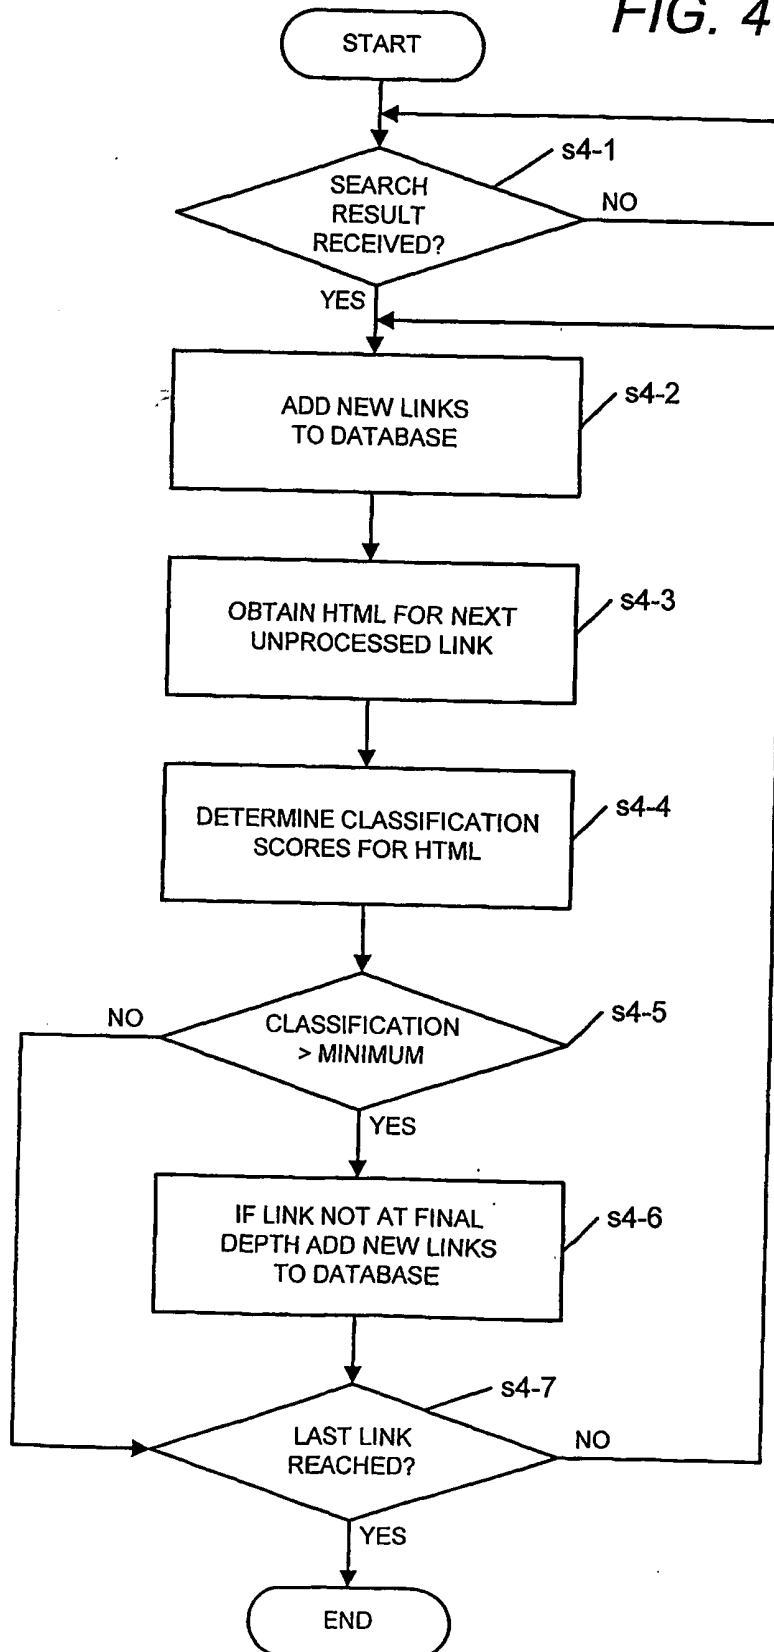 FIG. 4
START
s4-1
SEARCH
RESULT
RECEIVED?
NO
YES
ADD NEW LINKS
TO DATABASE
s4-2
OBTAIN HTML FOR NEXT
UNPROCESSED LINK
s4-3
DETERMINE CLASSIFICATION
SCORES FOR HTML
s4-4
NO
CLASSIFICATION
> MINIMUM
s4-5
YES
IF LINK NOT AT FINAL
DEPTH ADD NEW LINKS
TO DATABASE
s4-6
s4-7
LAST LINK
REACHED?
NO
YES
END